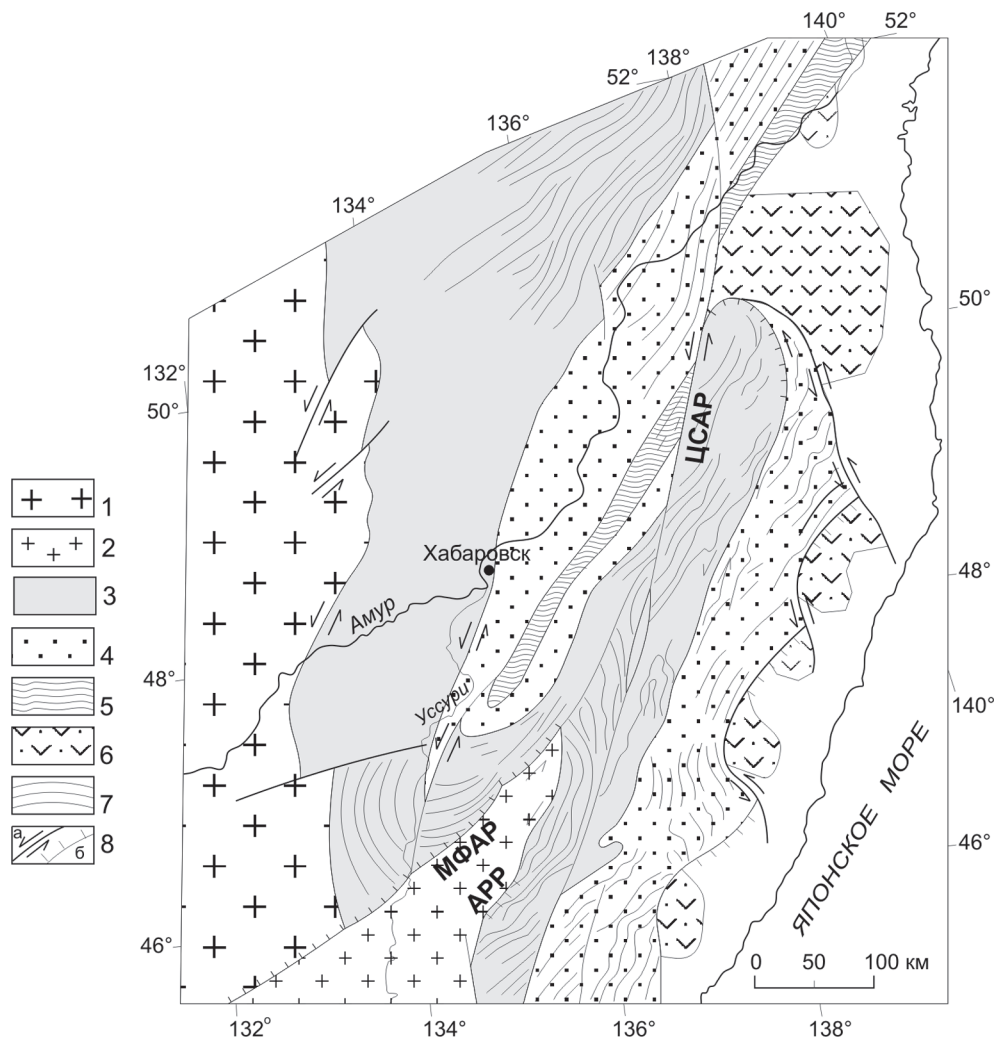 140°
52°
138°
52°
136°
134°
50°
132°
50°
ЦСАР
1
2
3
4
5
6
7
а
б
8
Хабаровск
Амур
48°
48°
Уссури
140°
МФАР
АРР
ЯПОНСКОЕ МОРЕ
46°
46°
0 50 100 км
132°
134°
136°
138°